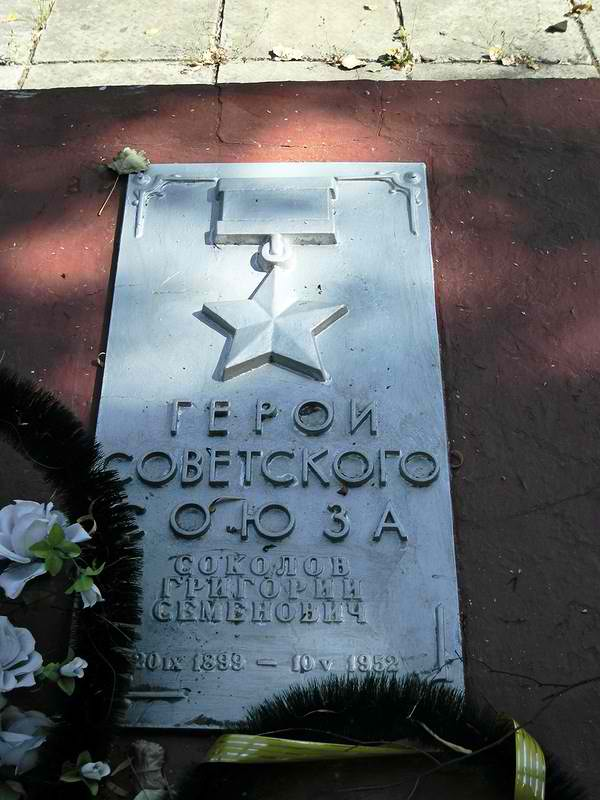 ГЕРОЙ
СОВЕТСКОГО
СОЮЗА
СОКОЛОВ
ГРИГОРИЙ
СЕМЕНОВИЧ
20 IX 1899 — 10 V 1952